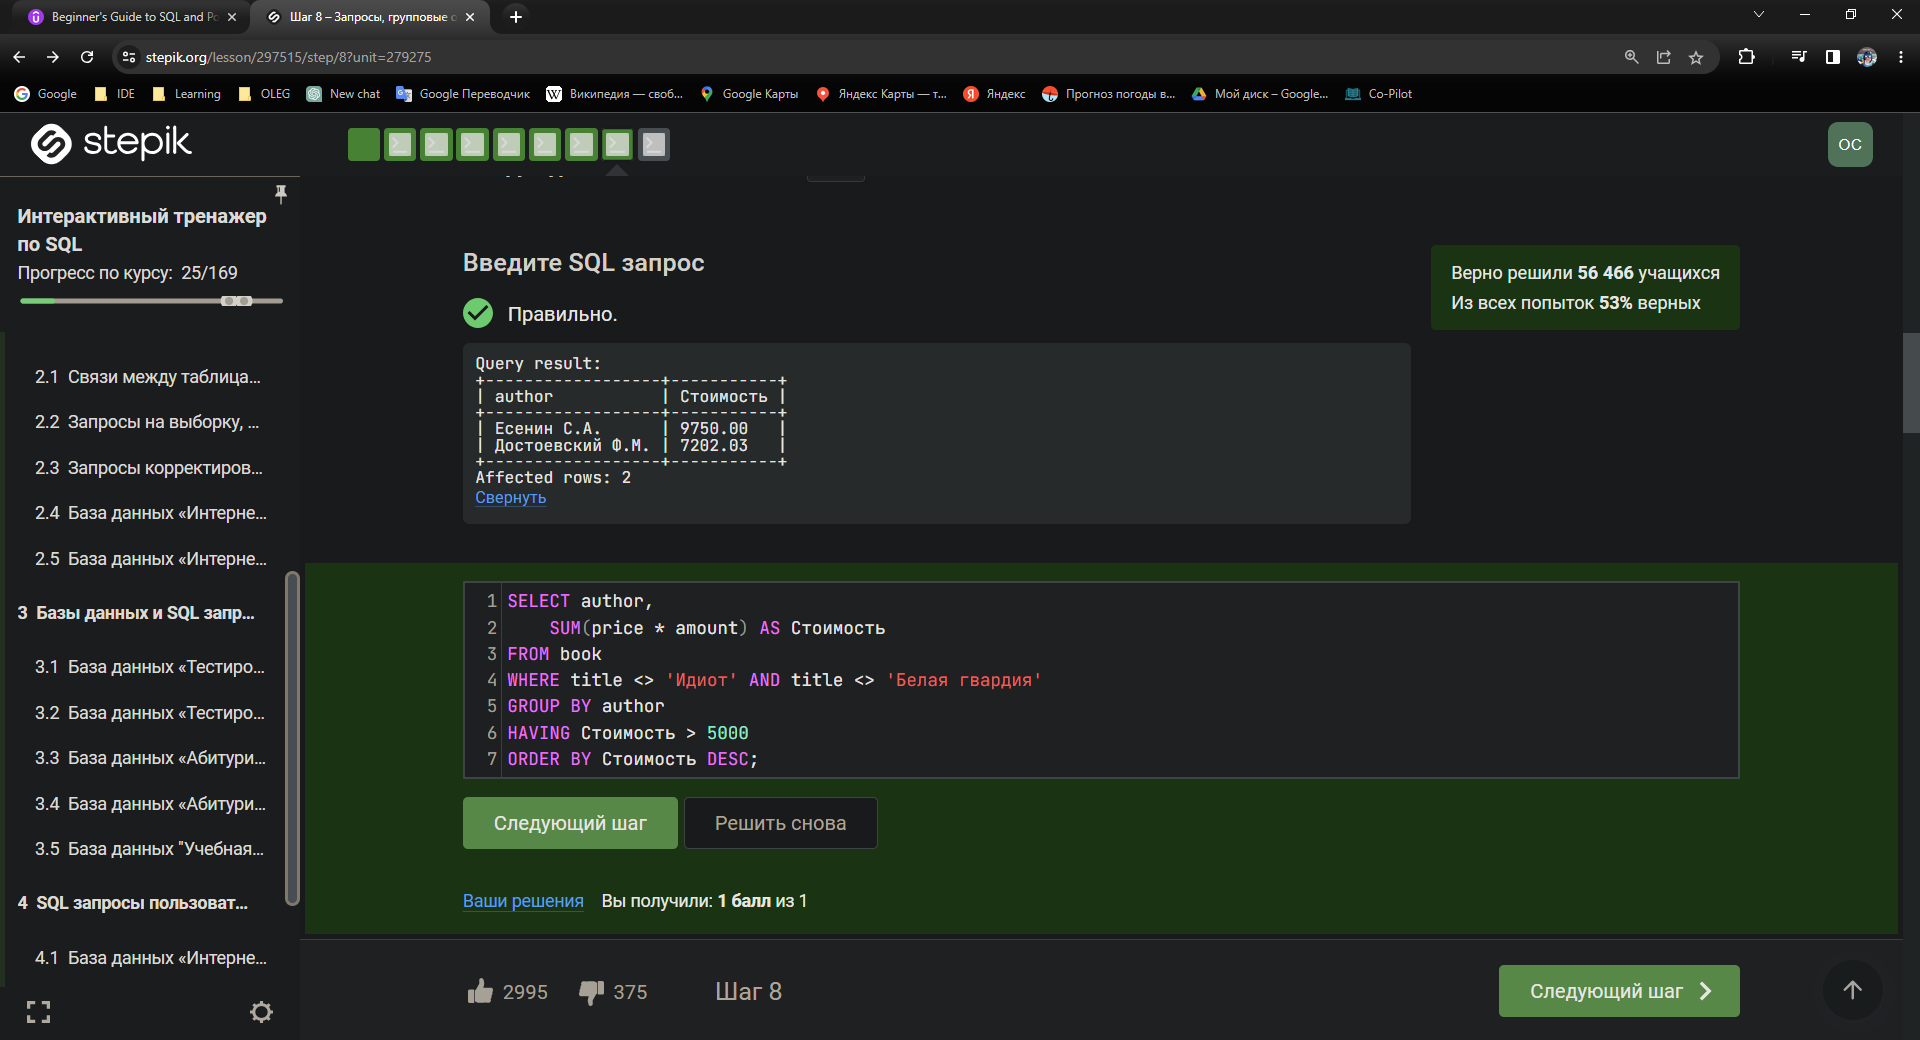 Beginner's Guide to SQL and Po
Шаг 8 – Запросы, групповые о
stepik.org/lesson/297515/step/8?unit=279275
Google
IDE
Learning
OLEG
New chat
Google Переводчик
Википедия — своб...
Google Карты
Яндекс Карты — т...
Яндекс
Прогноз погоды в...
Мой диск – Google...
Co-Pilot
stepik
OC
Интерактивный тренажер
по SQL
Прогресс по курсу: 25/169
2.1 Связи между таблица...
2.2 Запросы на выборку, ...
2.3 Запросы корректиров...
2.4 База данных «Интерне...
2.5 База данных «Интерне...
3 Базы данных и SQL запр...
3.1 База данных «Тестиро...
3.2 База данных «Тестиро...
3.3 База данных «Абитури...
3.4 База данных «Абитури...
3.5 База данных "Учебная...
4 SQL запросы пользоват...
4.1 База данных «Интерне...
Введите SQL запрос
Правильно.
Верно решили 56 466 учащихся
Из всех попыток 53% верных
Query result:
+------------------+-----------+
| author           | Стоимость |
+------------------+-----------+
| Есенин С.А.      | 9750.00   |
| Достоевский Ф.М. | 7202.03   |
+------------------+-----------+
Affected rows: 2
Свернуть
1 SELECT author,
2     SUM(price * amount) AS Стоимость
3 FROM book
4 WHERE title <> 'Идиот' AND title <> 'Белая гвардия'
5 GROUP BY author
6 HAVING Стоимость > 5000
7 ORDER BY Стоимость DESC;
Следующий шаг
Решить снова
Ваши решения
Вы получили: 1 балл из 1
2995
375
Шаг 8
Следующий шаг